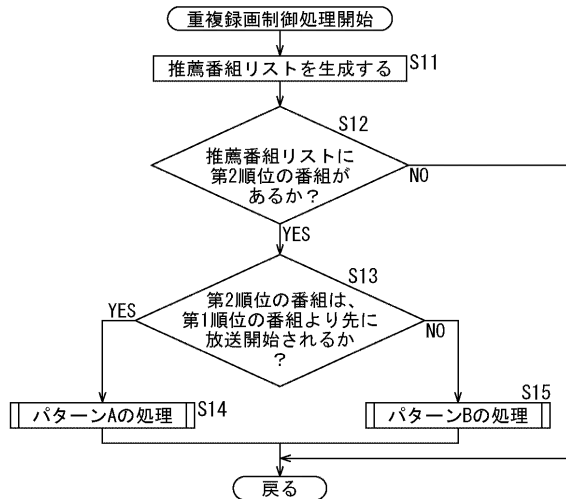 重複録画制御処理開始
推薦番組リストを生成する
S11
S12
推薦番組リストに
第2順位の番組が
あるか？
NO
YES
S13
第2順位の番組は、
第1順位の番組より先に
放送開始されるか
？
YES
NO
パターンAの処理
S14
S15
パターンBの処理
戻る